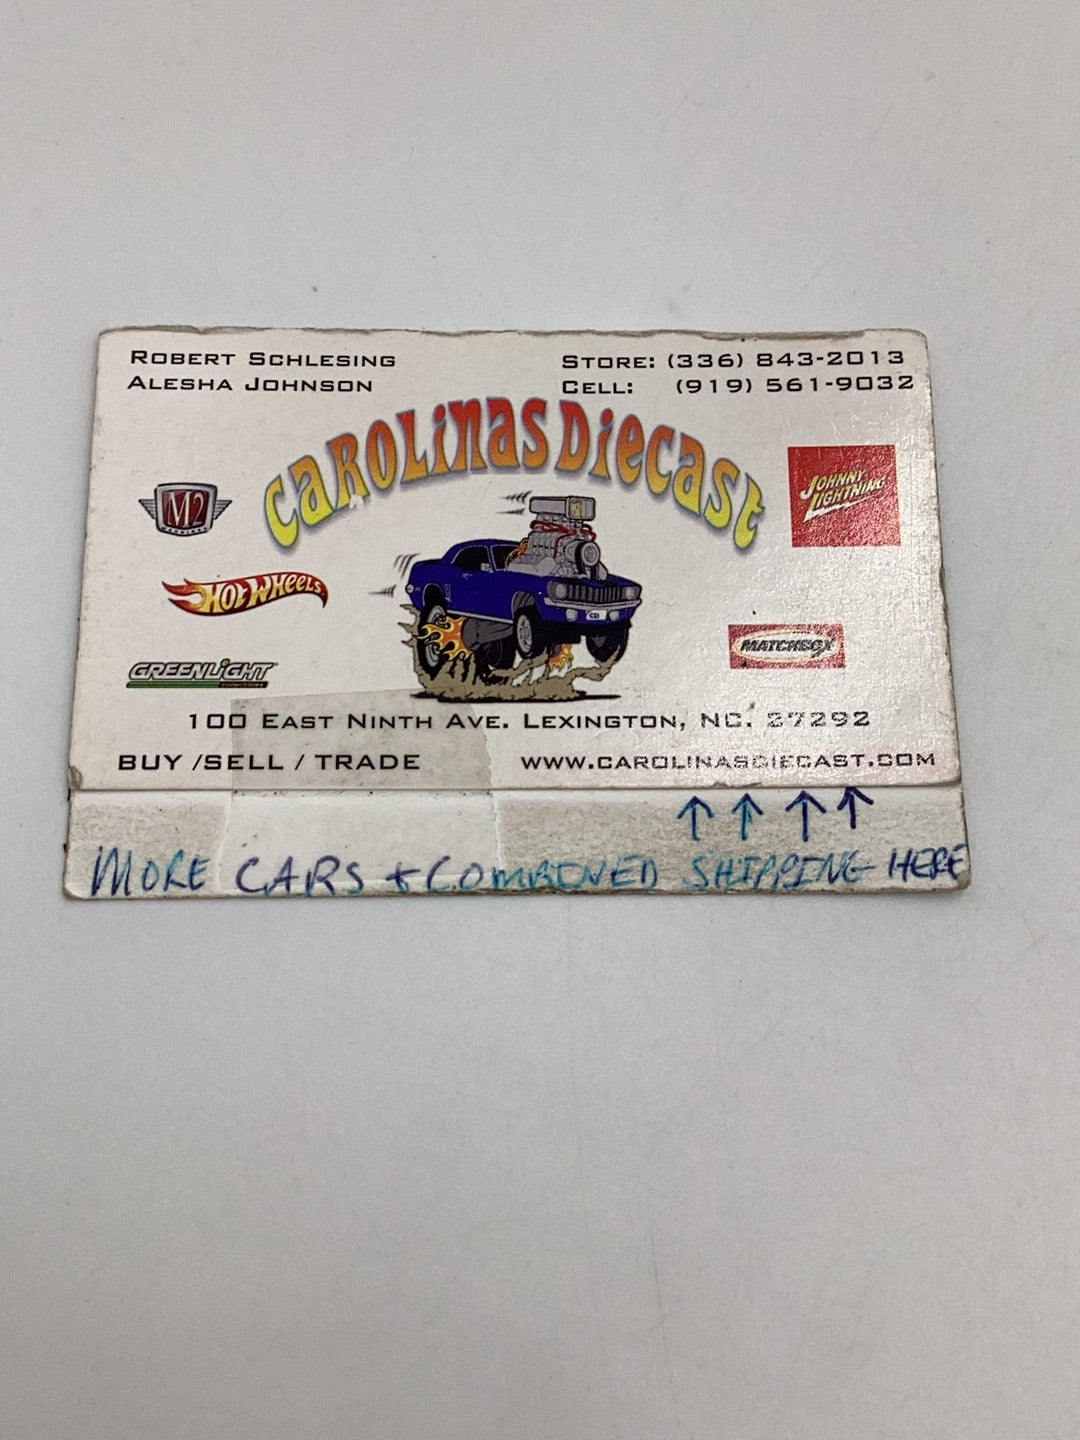 ROBERT SCHLESING
ALESHA JOHNSON
STORE: (336) 843-2013
CELL: (919) 561-9032
CAROLINAS DIECAST
M2
MACHINES
JOHNNY LIGHTNING
HOT WHEELS
MATCHBOX
GREENLIGHT
collectibles
100 EAST NINTH AVE. LEXINGTON, NC. 27292
BUY /SELL / TRADE
WWW.CAROLINASDIECAST.COM
↑ ↑ ↑ ↑
MORE CARS + COMBINED SHIPPING HERE